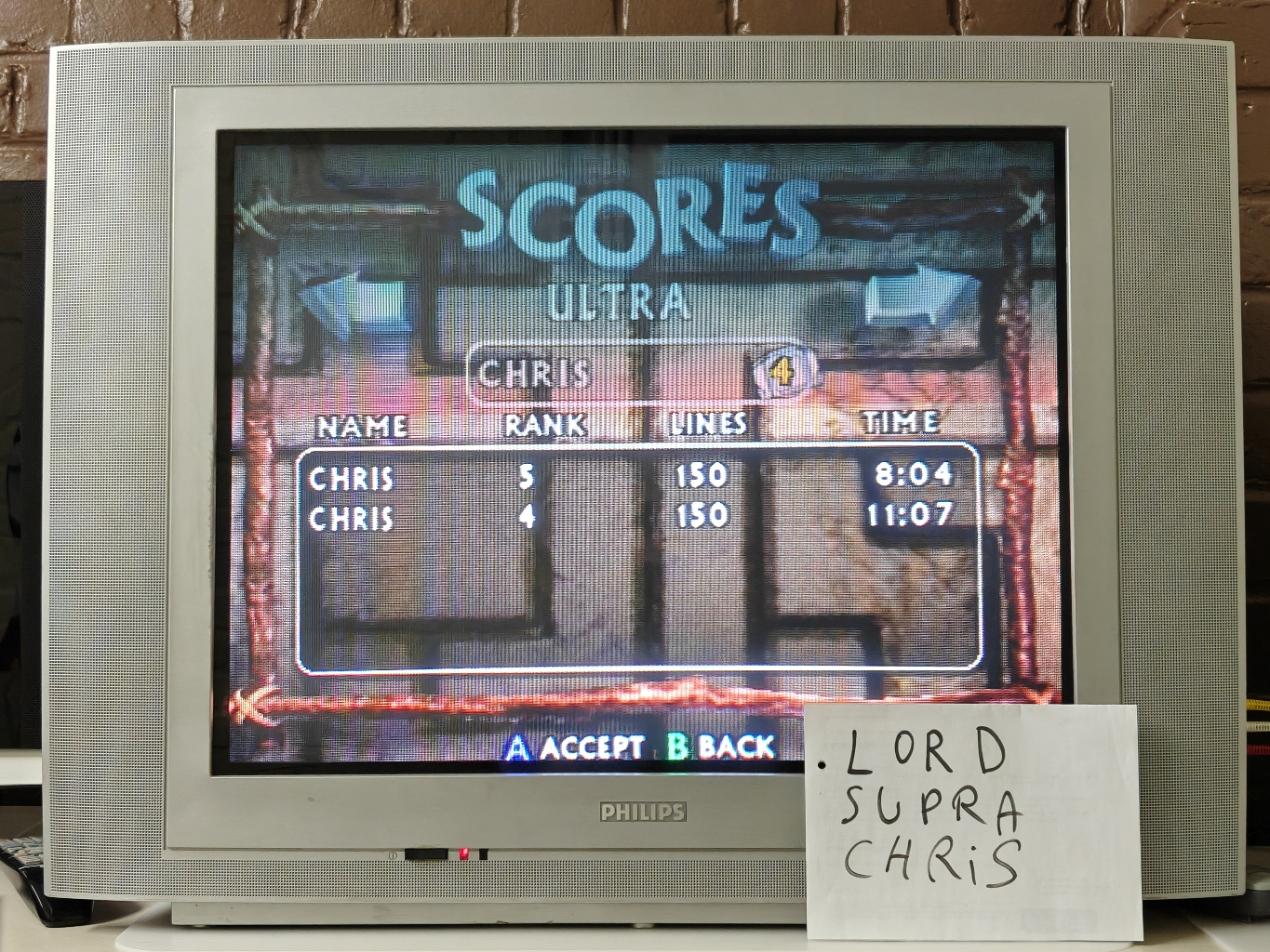 SCORES
ULTRA
CHRIS 4
NAME RANK LINES TIME
CHRIS 5 150 8:04
CHRIS 4 150 11:07
A ACCEPT B BACK
PHILIPS
.LORD
SUPRA
CHRiS